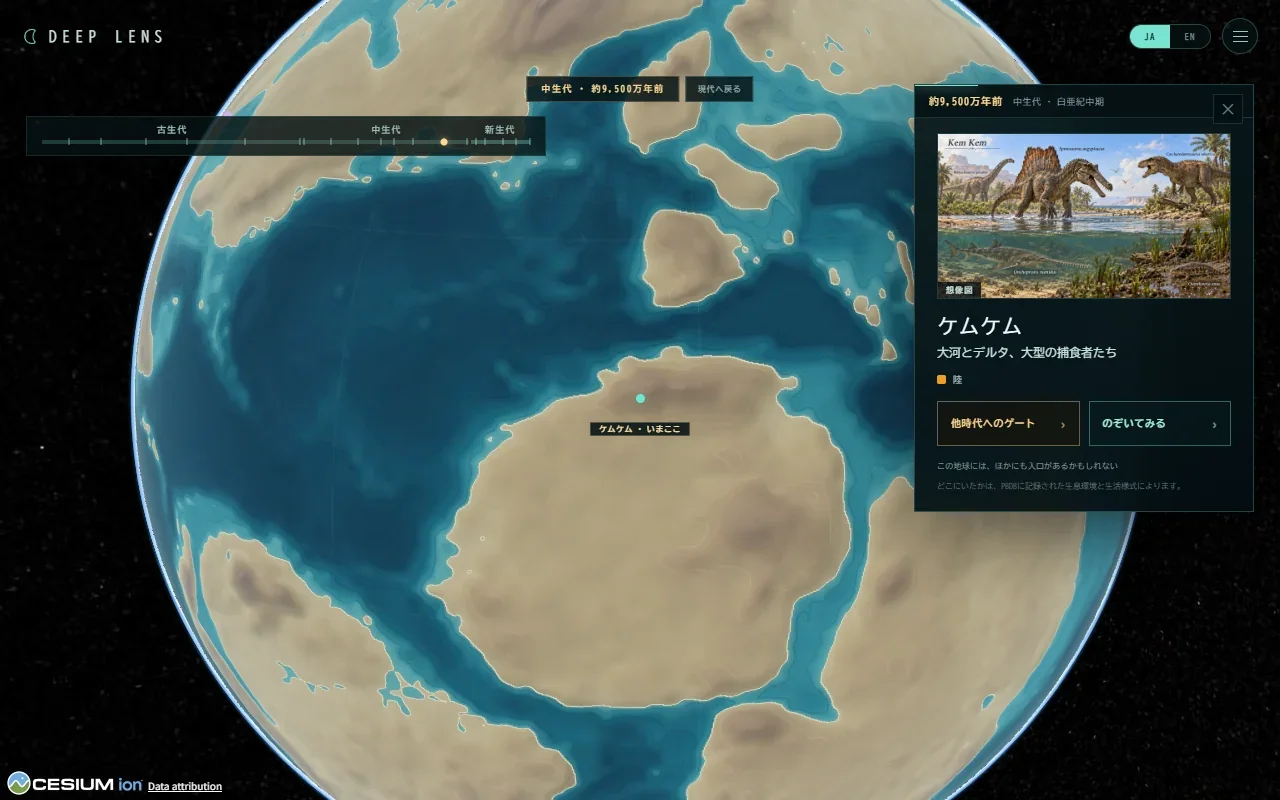 DEEP LENS
JA
EN
中生代 ・ 約9,500万年前
現代へ戻る
古生代
中生代
新生代
約9,500万年前
中生代 ・ 白亜紀中期
Kem Kem
想像図
ケムケム
大河とデルタ、大型の捕食者たち
陸
他時代へのゲート ›
のぞいてみる ›
この地球には、ほかにも入口があるかもしれない
どこにいたかは、PBDBに記録された生息環境と生活様式によります。
ケムケム ・ いまここ
CESIUM ion
Data attribution